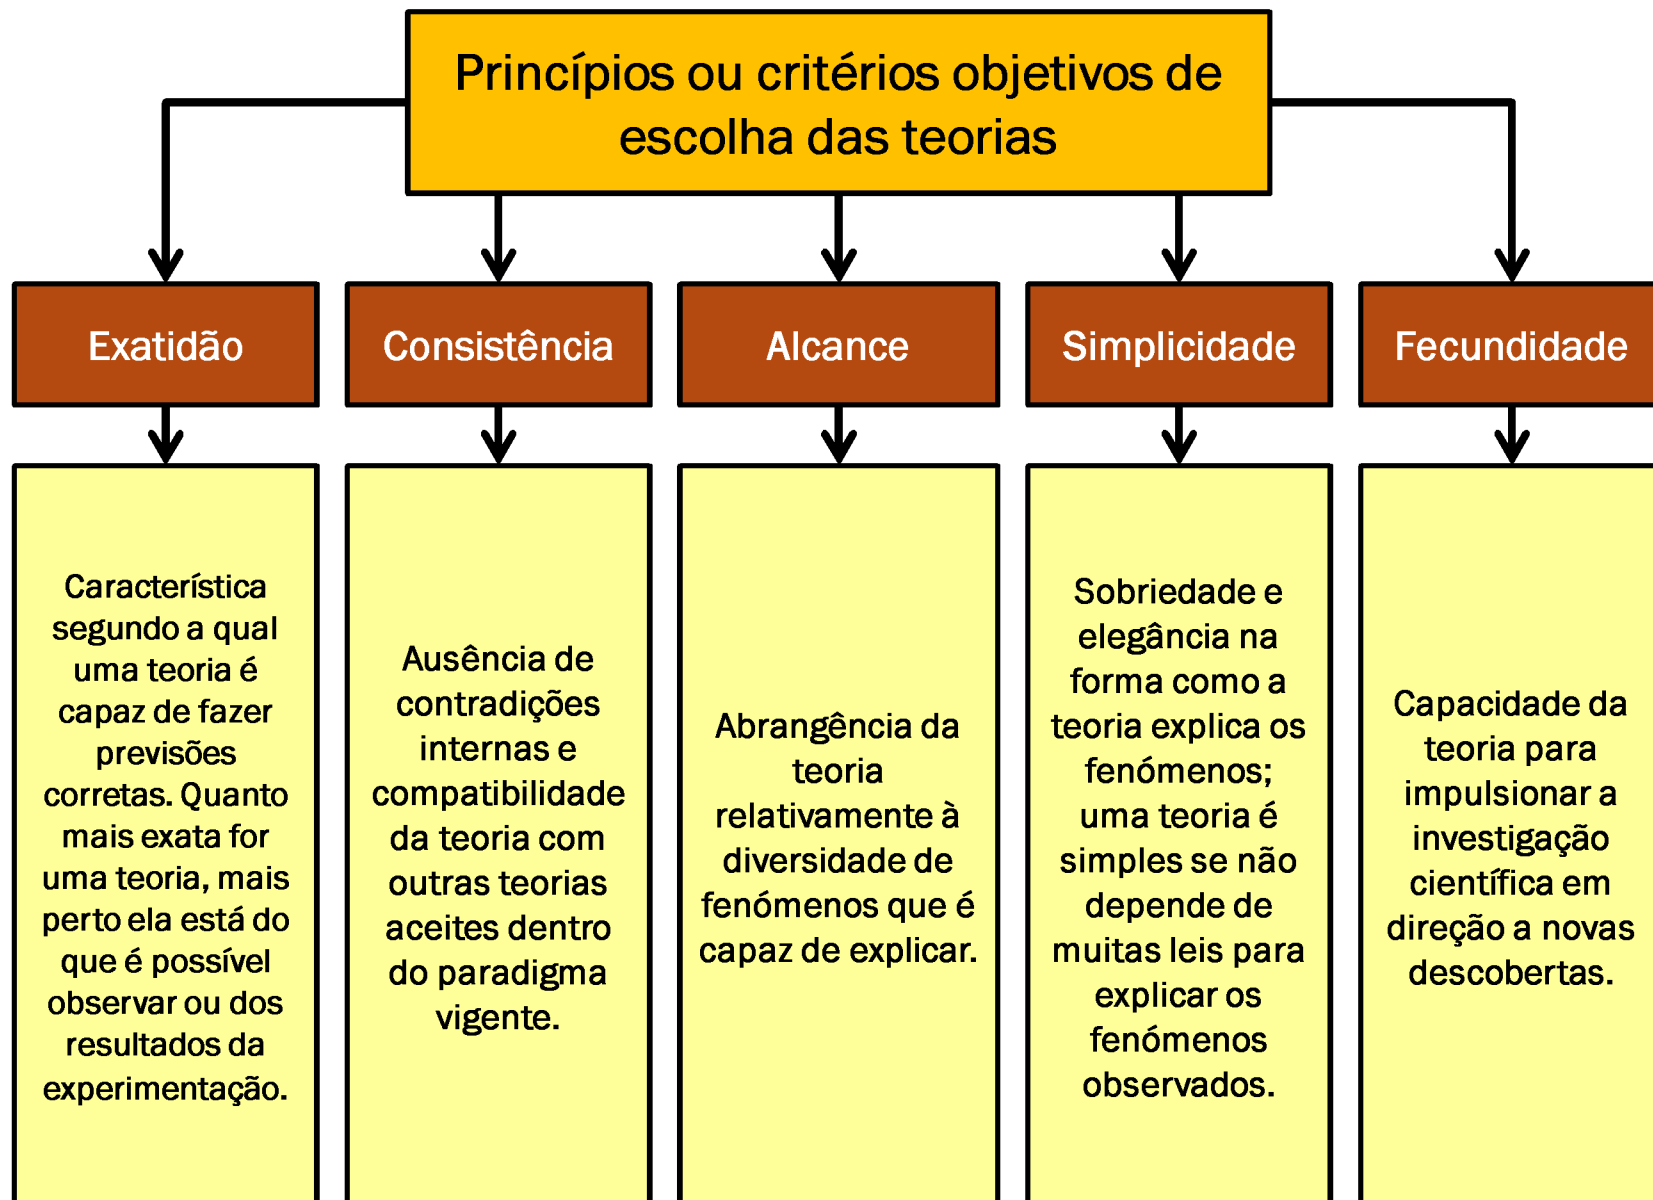 Princípios ou critérios objetivos de
escolha das teorias
Exatidão
Consistência
Alcance
Simplicidade
Fecundidade
Característica
segundo a qual
uma teoria é
capaz de fazer
previsões
corretas. Quanto
mais exata for
uma teoria, mais
perto ela está do
que é possível
observar ou dos
resultados da
experimentação.
Ausência de
contradições
internas e
compatibilidade
da teoria com
outras teorias
aceites dentro
do paradigma
vigente.
Abrangência da
teoria
relativamente à
diversidade de
fenómenos que é
capaz de explicar.
Sobriedade e
elegância na
forma como a
teoria explica os
fenómenos;
uma teoria é
simples se não
depende de
muitas leis para
explicar os
fenómenos
observados.
Capacidade da
teoria para
impulsionar a
investigação
científica em
direção a novas
descobertas.